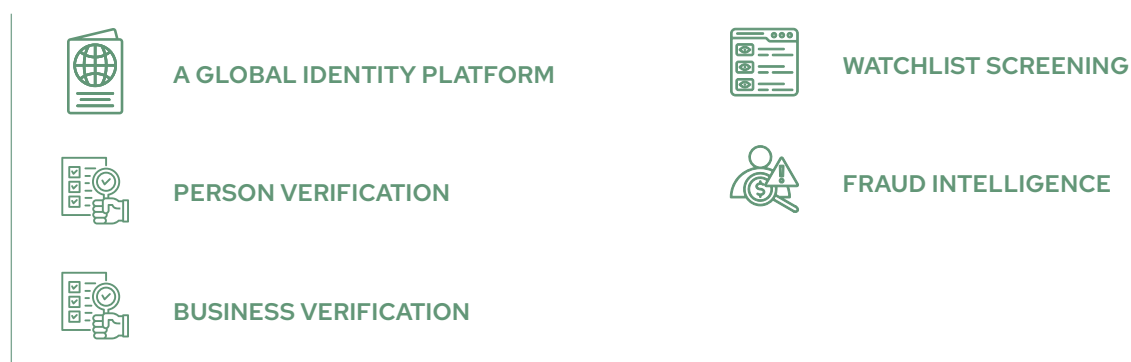 A GLOBAL IDENTITY PLATFORM
PERSON VERIFICATION
BUSINESS VERIFICATION
WATCHLIST SCREENING
FRAUD INTELLIGENCE